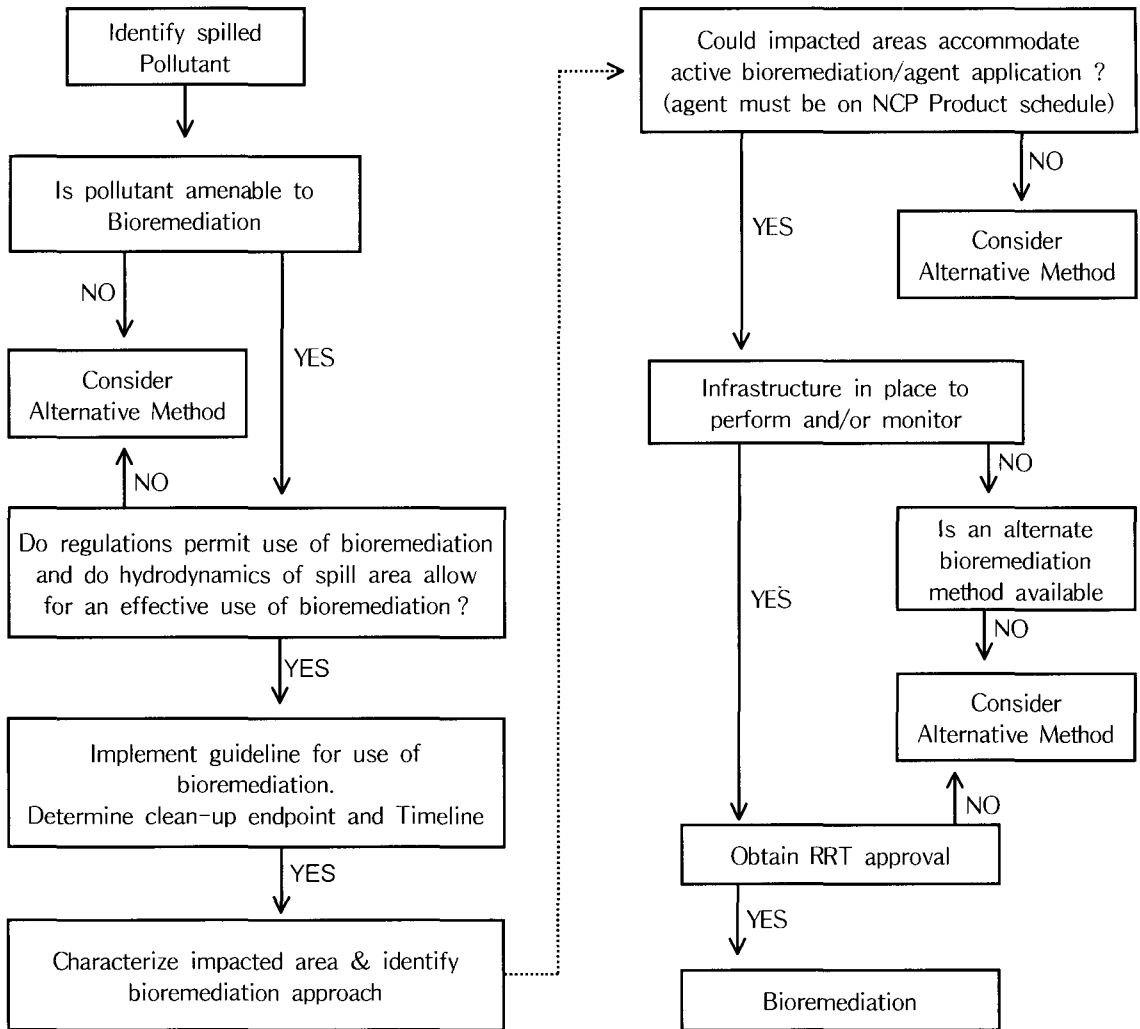 Identify spilled
Pollutant
Is pollutant amenable to
Bioremediation
NO
YES
Consider
Alternative Method
NO
Do regulations permit use of bioremediation
and do hydrodynamics of spill area allow
for an effective use of bioremediation ?
YES
Implement guideline for use of
bioremediation.
Determine clean-up endpoint and Timeline
YES
Characterize impacted area & identify
bioremediation approach
Could impacted areas accommodate
active bioremediation/agent application ?
(agent must be on NCP Product schedule)
NO
YES
Consider
Alternative Method
Infrastructure in place to
perform and/or monitor
NO
Is an alternate
bioremediation
method available
YES
NO
Consider
Alternative Method
NO
Obtain RRT approval
YES
Bioremediation